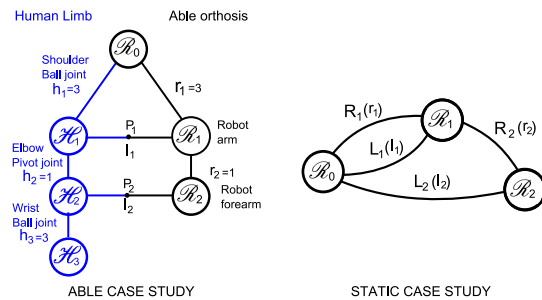 Human Limb
Able orthosis
ℛ0
Shoulder
Ball joint
h1=3
r1=3
ℋ1
P1
l1
ℛ1
Robot
arm
Elbow
Pivot joint
h2=1
r2=1
ℋ2
P2
l2
ℛ2
Robot
forearm
Wrist
Ball joint
h3=3
ℋ3
ABLE CASE STUDY
R1(r1)
ℛ1
R2(r2)
L1(l1)
ℛ0
L2(l2)
ℛ2
STATIC CASE STUDY